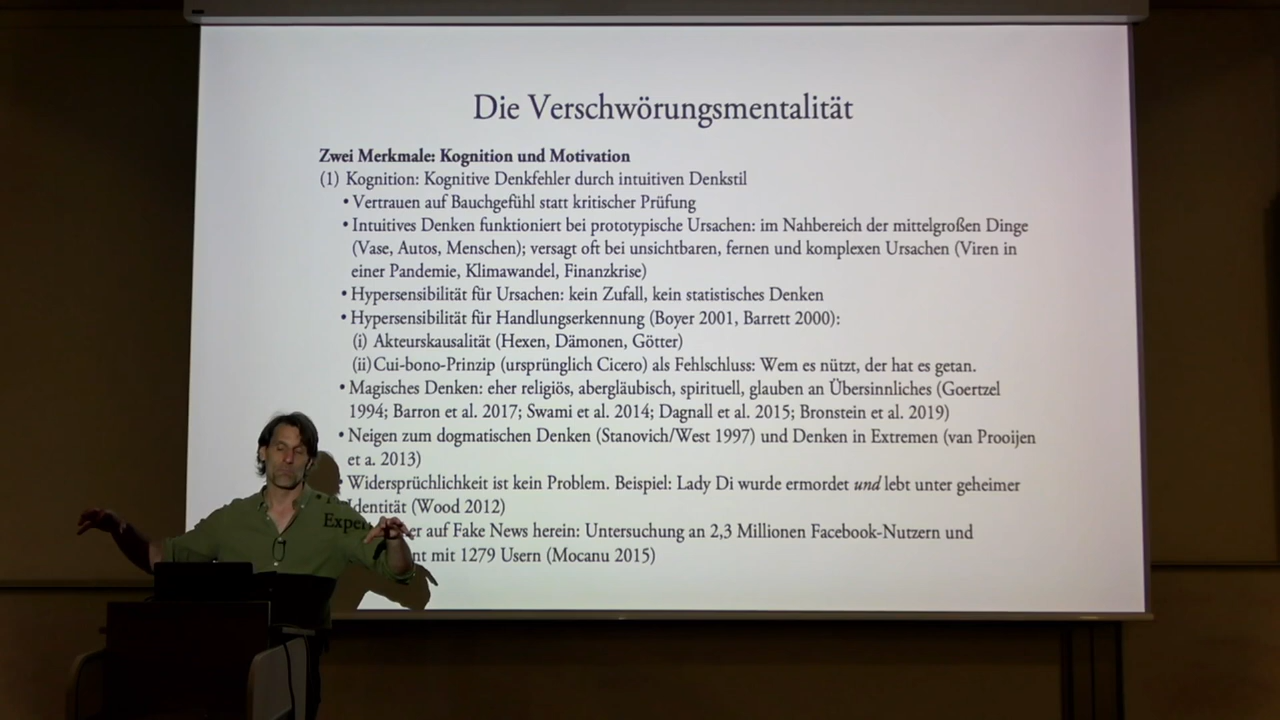 Die Verschwörungsmentalität
Zwei Merkmale: Kognition und Motivation
(1) Kognition: Kognitive Denkfehler durch intuitiven Denkstil
• Vertrauen auf Bauchgefühl statt kritischer Prüfung
• Intuitives Denken funktioniert bei prototypische Ursachen: im Nahbereich der mittelgroßen Dinge
(Vase, Autos, Menschen); versagt oft bei unsichtbaren, fernen und komplexen Ursachen (Viren in
einer Pandemie, Klimawandel, Finanzkrise)
• Hypersensibilität für Ursachen: kein Zufall, kein statistisches Denken
• Hypersensibilität für Handlungserkennung (Boyer 2001, Barrett 2000):
(i) Akteurskausalität (Hexen, Dämonen, Götter)
(ii) Cui-bono-Prinzip (ursprünglich Cicero) als Fehlschluss: Wem es nützt, der hat es getan.
• Magisches Denken: eher religiös, abergläubisch, spirituell, glauben an Übersinnliches (Goertzel
1994; Barron et al. 2017; Swami et al. 2014; Dagnall et al. 2015; Bronstein et al. 2019)
• Neigen zum dogmatischen Denken (Stanovich/West 1997) und Denken in Extremen (van Prooijen
et a. 2013)
• Widersprüchlichkeit ist kein Problem. Beispiel: Lady Di wurde ermordet und lebt unter geheimer
Identität (Wood 2012)
auf Fake News herein: Untersuchung an 2,3 Millionen Facebook-Nutzern und
mit 1279 Usern (Mocanu 2015)